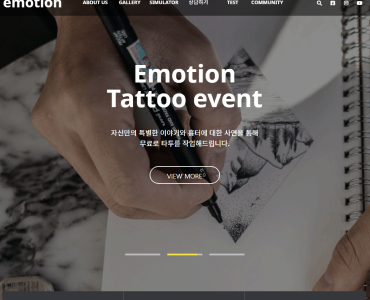 emotion
ABOUT US GALLERY SIMULATOR 상담하기 TEST COMMUNITY
Emotion
Tattoo event
자신만의 특별한 이야기와 흉터에 대한 사연을 통해
무료로 타투를 작업해드립니다.
VIEW MORE